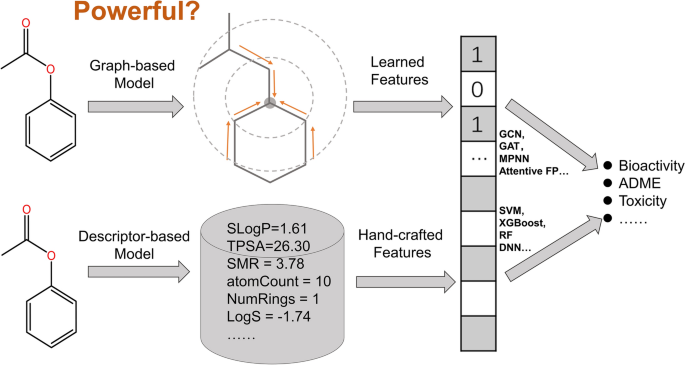 Powerful?
O
O
Graph-based
Model
Learned
Features
1
0
1
...
GCN,
GAT,
MPNN
Attentive FP...
Bioactivity
ADME
Toxicity
......
O
O
Descriptor-based
Model
SLogP=1.61
TPSA=26.30
SMR = 3.78
atomCount = 10
NumRings = 1
LogS = -1.74
......
Hand-crafted
Features
SVM,
XGBoost,
RF
DNN...